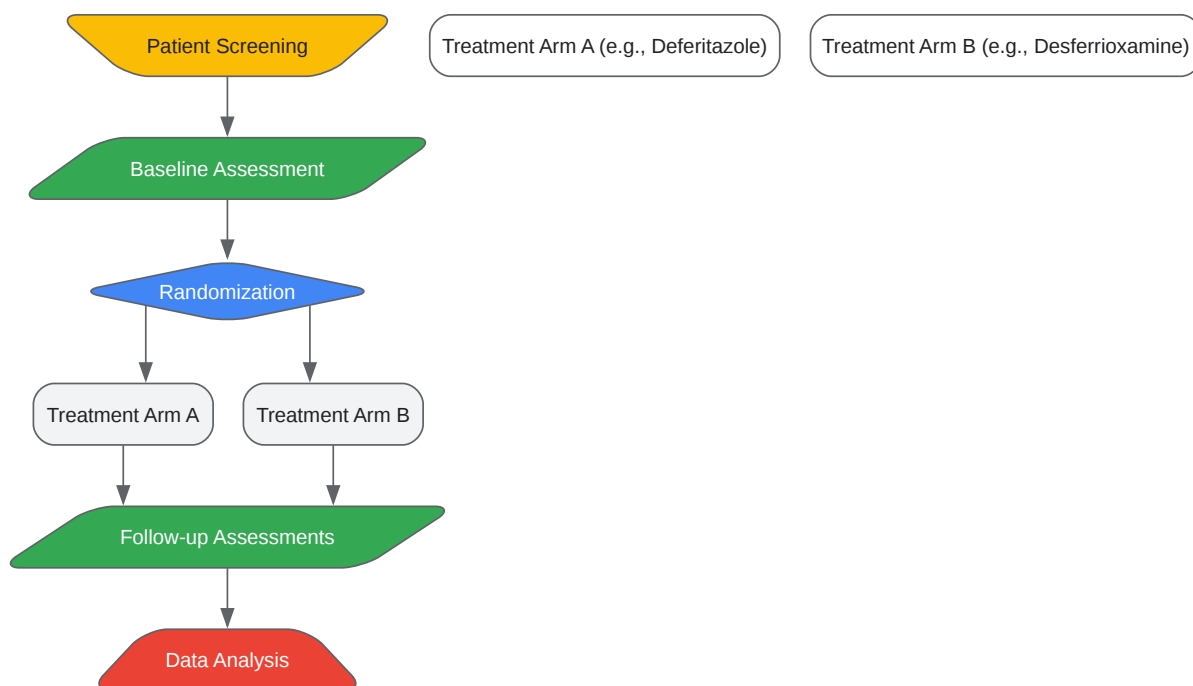 Patient Screening
Treatment Arm A (e.g., Deferitazole)
Treatment Arm B (e.g., Desferrioxamine)
Baseline Assessment
Randomization
Treatment Arm A
Treatment Arm B
Follow-up Assessments
Data Analysis